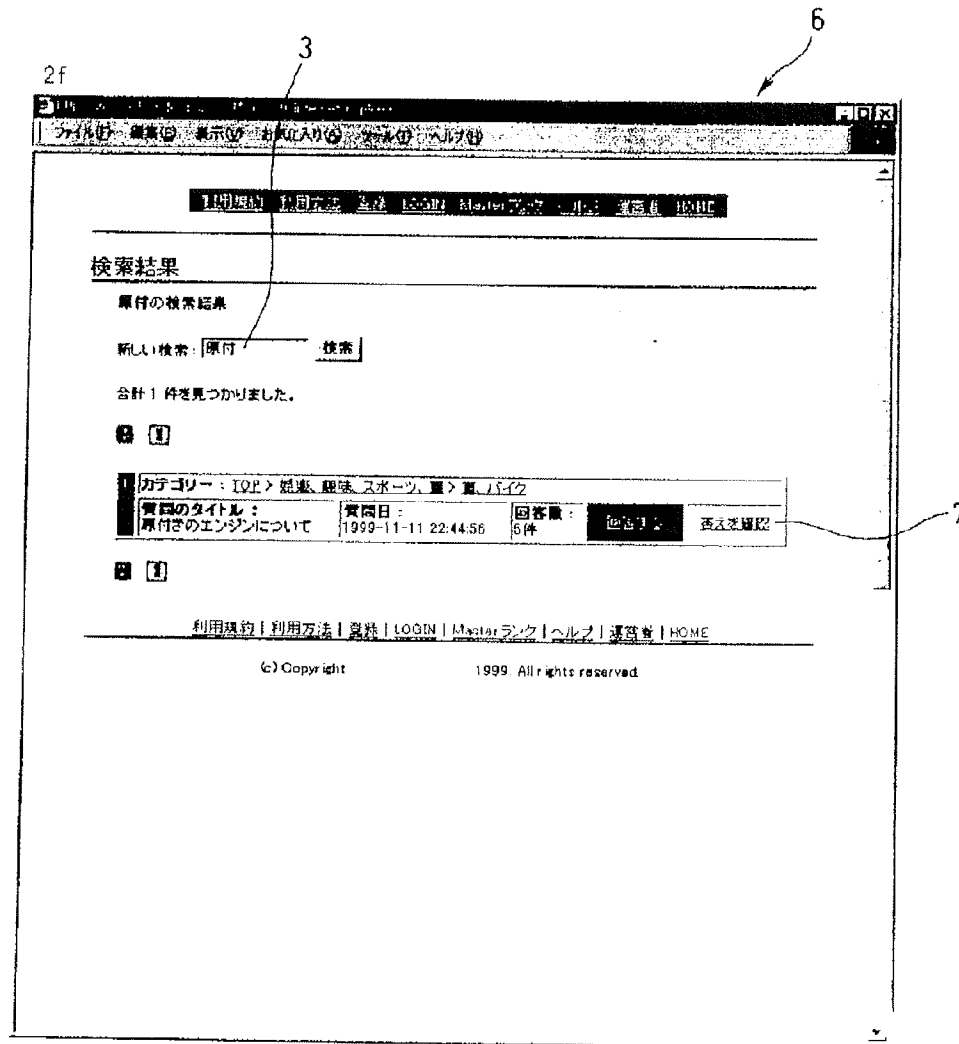 6
3
2f
ファイル(F) 編集(E) 表示(V) お気に入り(A) ツール(T) ヘルプ(H)
利用規約 利用方法 登録 LOGIN Masterランク ヘルプ 運営者 HOME
検索結果
原付の検索結果
新しい検索: 原付 検索
合計 1 件を見つかりました。
1
1 カテゴリー : TOP > 娯楽、趣味、スポーツ、車 > 車、バイク
質問のタイトル : 質問日 : 回答数 : 回答する 答えを確認 7
原付きのエンジンについて 1999-11-11 22:44:56 5件
1
利用規約 | 利用方法 | 登録 | LOGIN | Masterランク | ヘルプ | 運営者 | HOME
(c) Copyright 1999. All rights reserved.